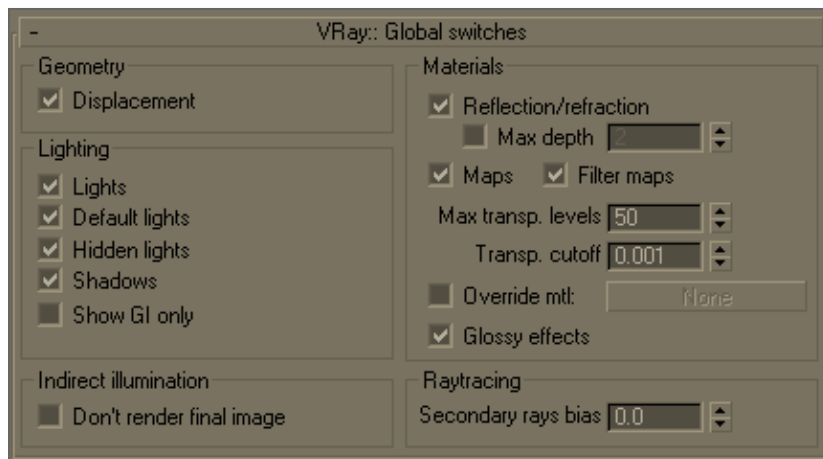 - VRay:: Global switches
Geometry
Displacement
Lighting
Lights
Default lights
Hidden lights
Shadows
Show GI only
Indirect illumination
Don't render final image
Materials
Reflection/refraction
Max depth 2
Maps Filter maps
Max transp. levels 50
Transp. cutoff 0.001
Override mtl: None
Glossy effects
Raytracing
Secondary rays bias 0.0